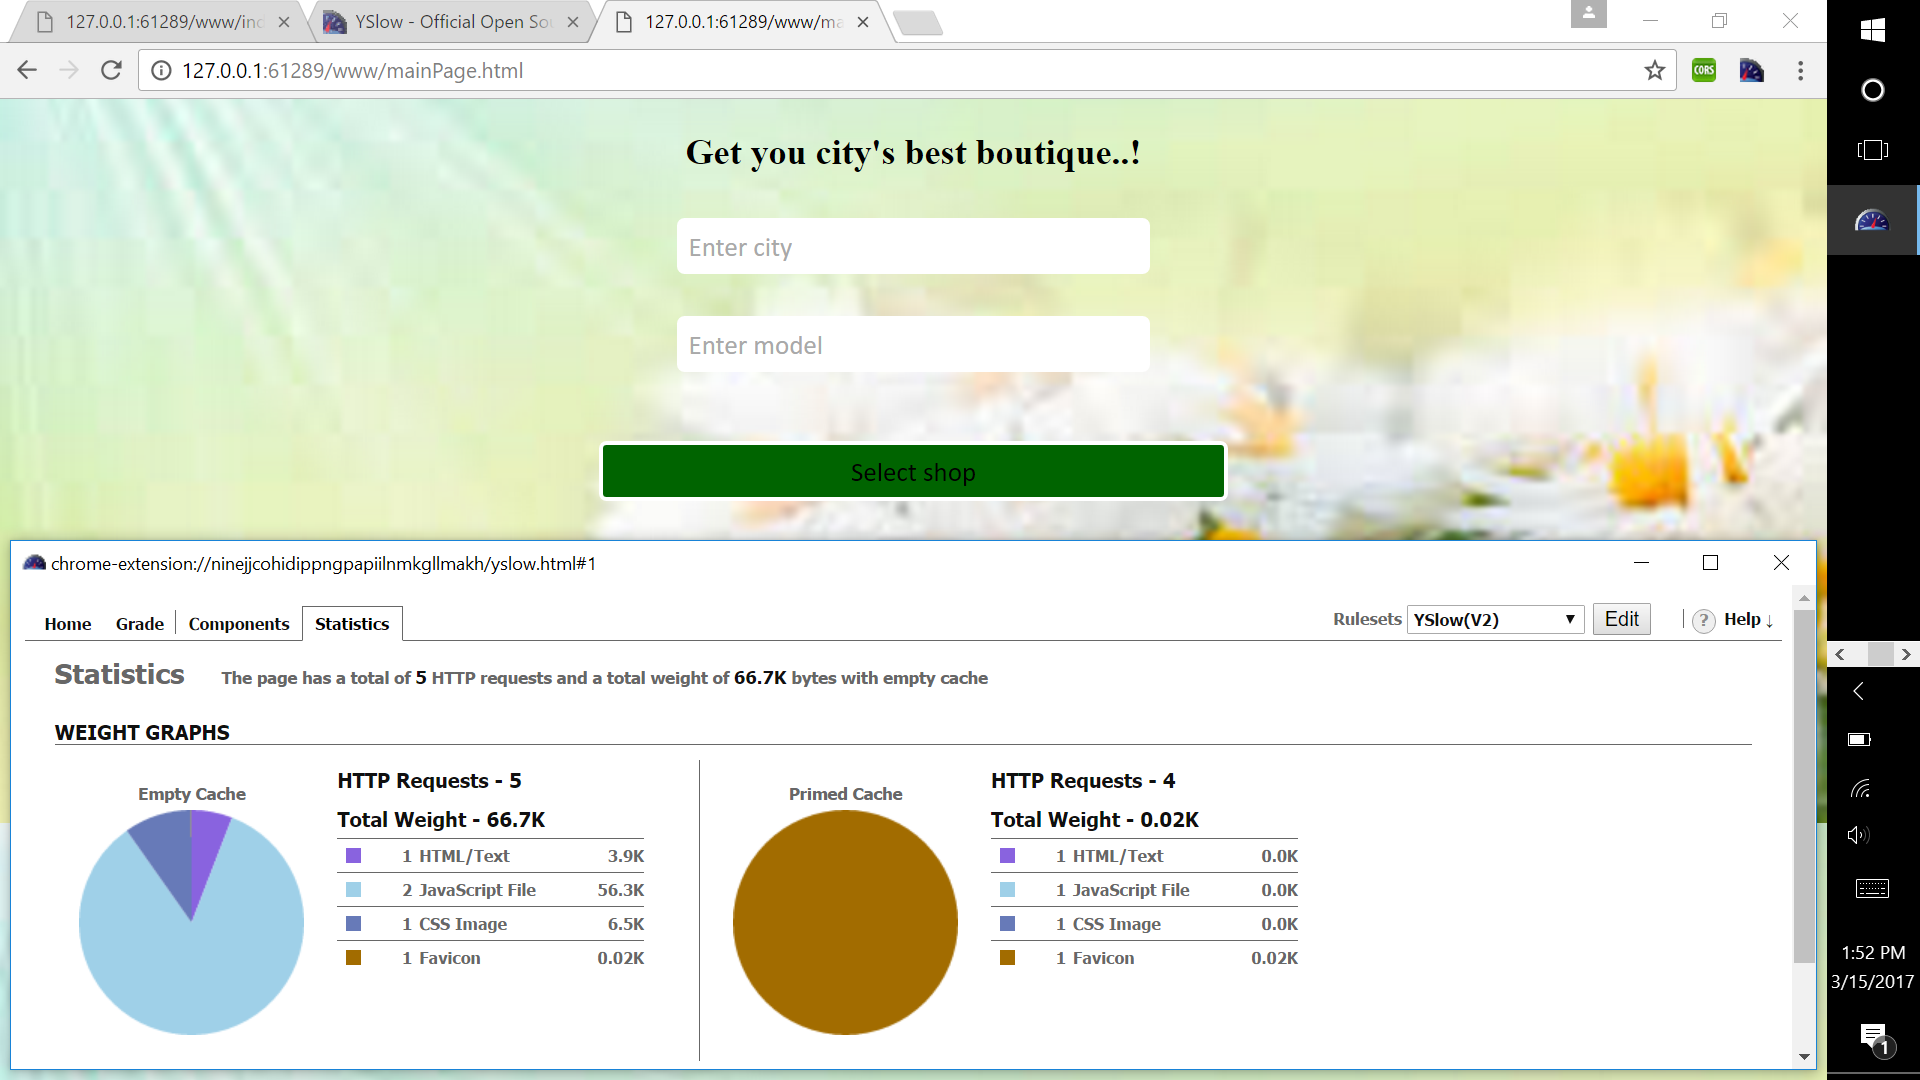 127.0.0.1:61289/www/ind
YSlow - Official Open Sou
127.0.0.1:61289/www/ma
127.0.0.1:61289/www/mainPage.html
CORS
Get you city's best boutique..!
Enter city
Enter model
Select shop
chrome-extension://ninejjcohidippngpapiilnmkgllmakh/yslow.html#1
Home Grade Components Statistics Rulesets YSlow(V2) Edit ? Help ↓
Statistics The page has a total of 5 HTTP requests and a total weight of 66.7K bytes with empty cache
WEIGHT GRAPHS
Empty Cache
HTTP Requests - 5
Total Weight - 66.7K
1 HTML/Text 3.9K
2 JavaScript File 56.3K
1 CSS Image 6.5K
1 Favicon 0.02K
Primed Cache
HTTP Requests - 4
Total Weight - 0.02K
1 HTML/Text 0.0K
1 JavaScript File 0.0K
1 CSS Image 0.0K
1 Favicon 0.02K
1:52 PM
3/15/2017
1